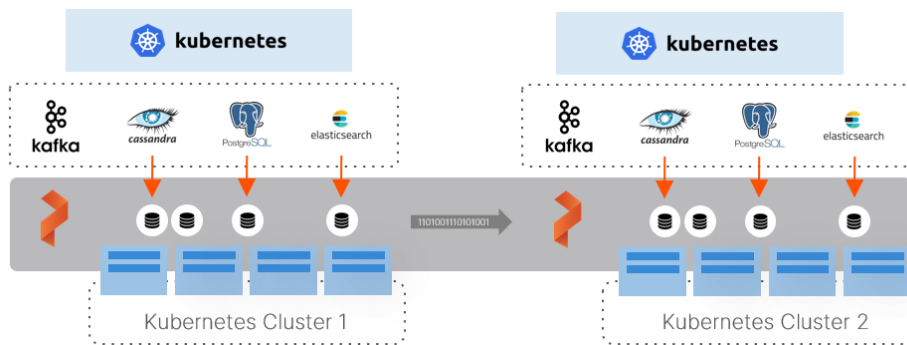 kubernetes
kubernetes
kafka
cassandra
PostgreSQL
elasticsearch
kafka
cassandra
PostgreSQL
elasticsearch
1101001110101001
Kubernetes Cluster 1
Kubernetes Cluster 2